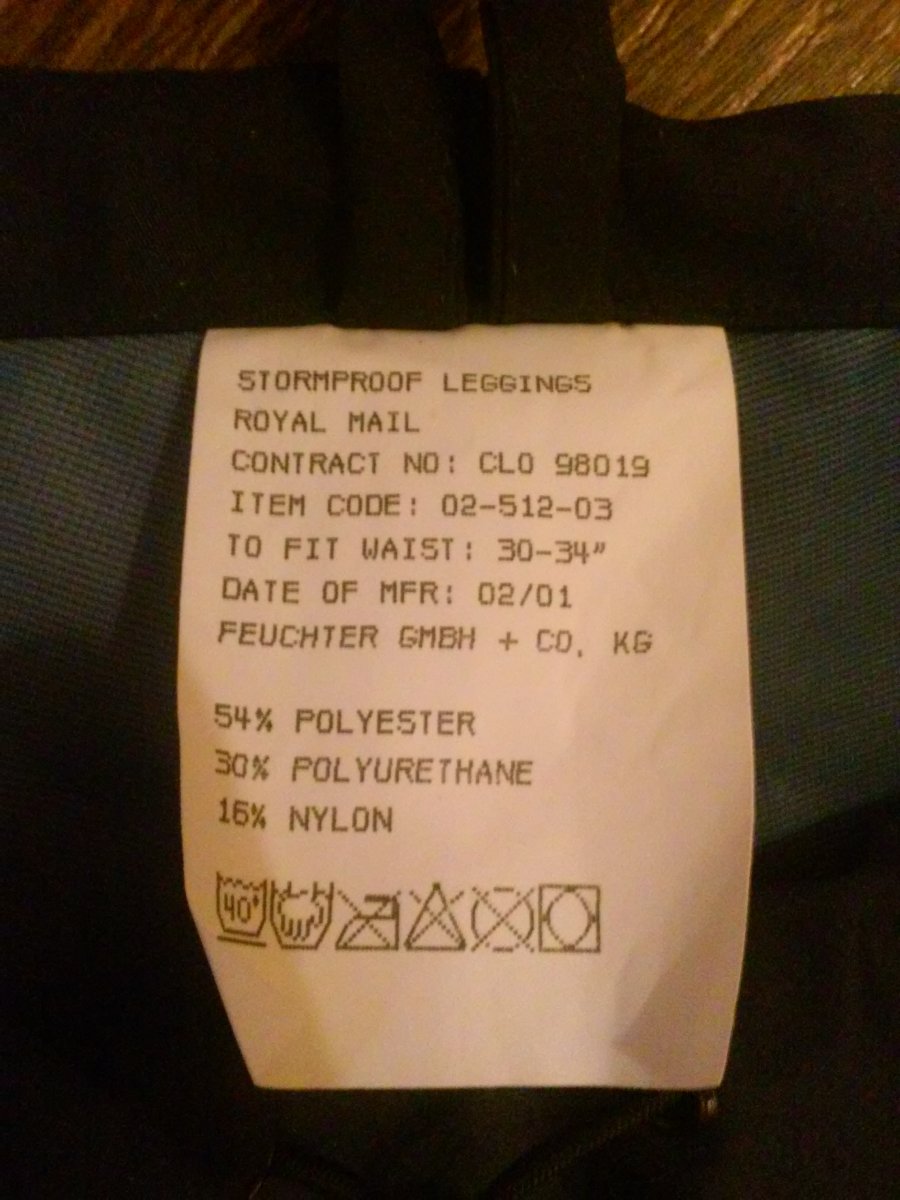 STORMPROOF LEGGINGS
ROYAL MAIL
CONTRACT NO: CLO 98019
ITEM CODE: 02-512-03
TO FIT WAIST: 30-34"
DATE OF MFR: 02/01
FEUCHTER GMBH + CO. KG
54% POLYESTER
30% POLYURETHANE
16% NYLON
40°